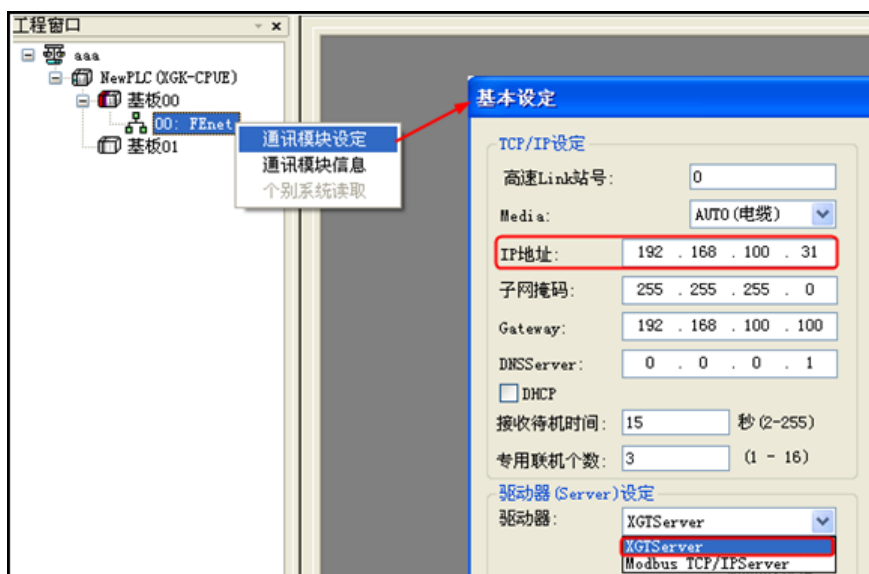 工程窗口
aaa
NewPLC(XGK-CPUE)
基板00
00: FEnet
基板01
通讯模块设定
通讯模块信息
个别系统读取
基本设定
TCP/IP设定
高速Link站号: 0
Media: AUTO(电缆)
IP地址: 192 . 168 . 100 . 31
子网掩码: 255 . 255 . 255 . 0
Gateway: 192 . 168 . 100 . 100
DNSServer: 0 . 0 . 0 . 1
DHCP
接收待机时间: 15 秒(2-255)
专用联机个数: 3 (1 - 16)
驱动器(Server)设定
驱动器: XGTServer
XGTServer
Modbus TCP/IPServer